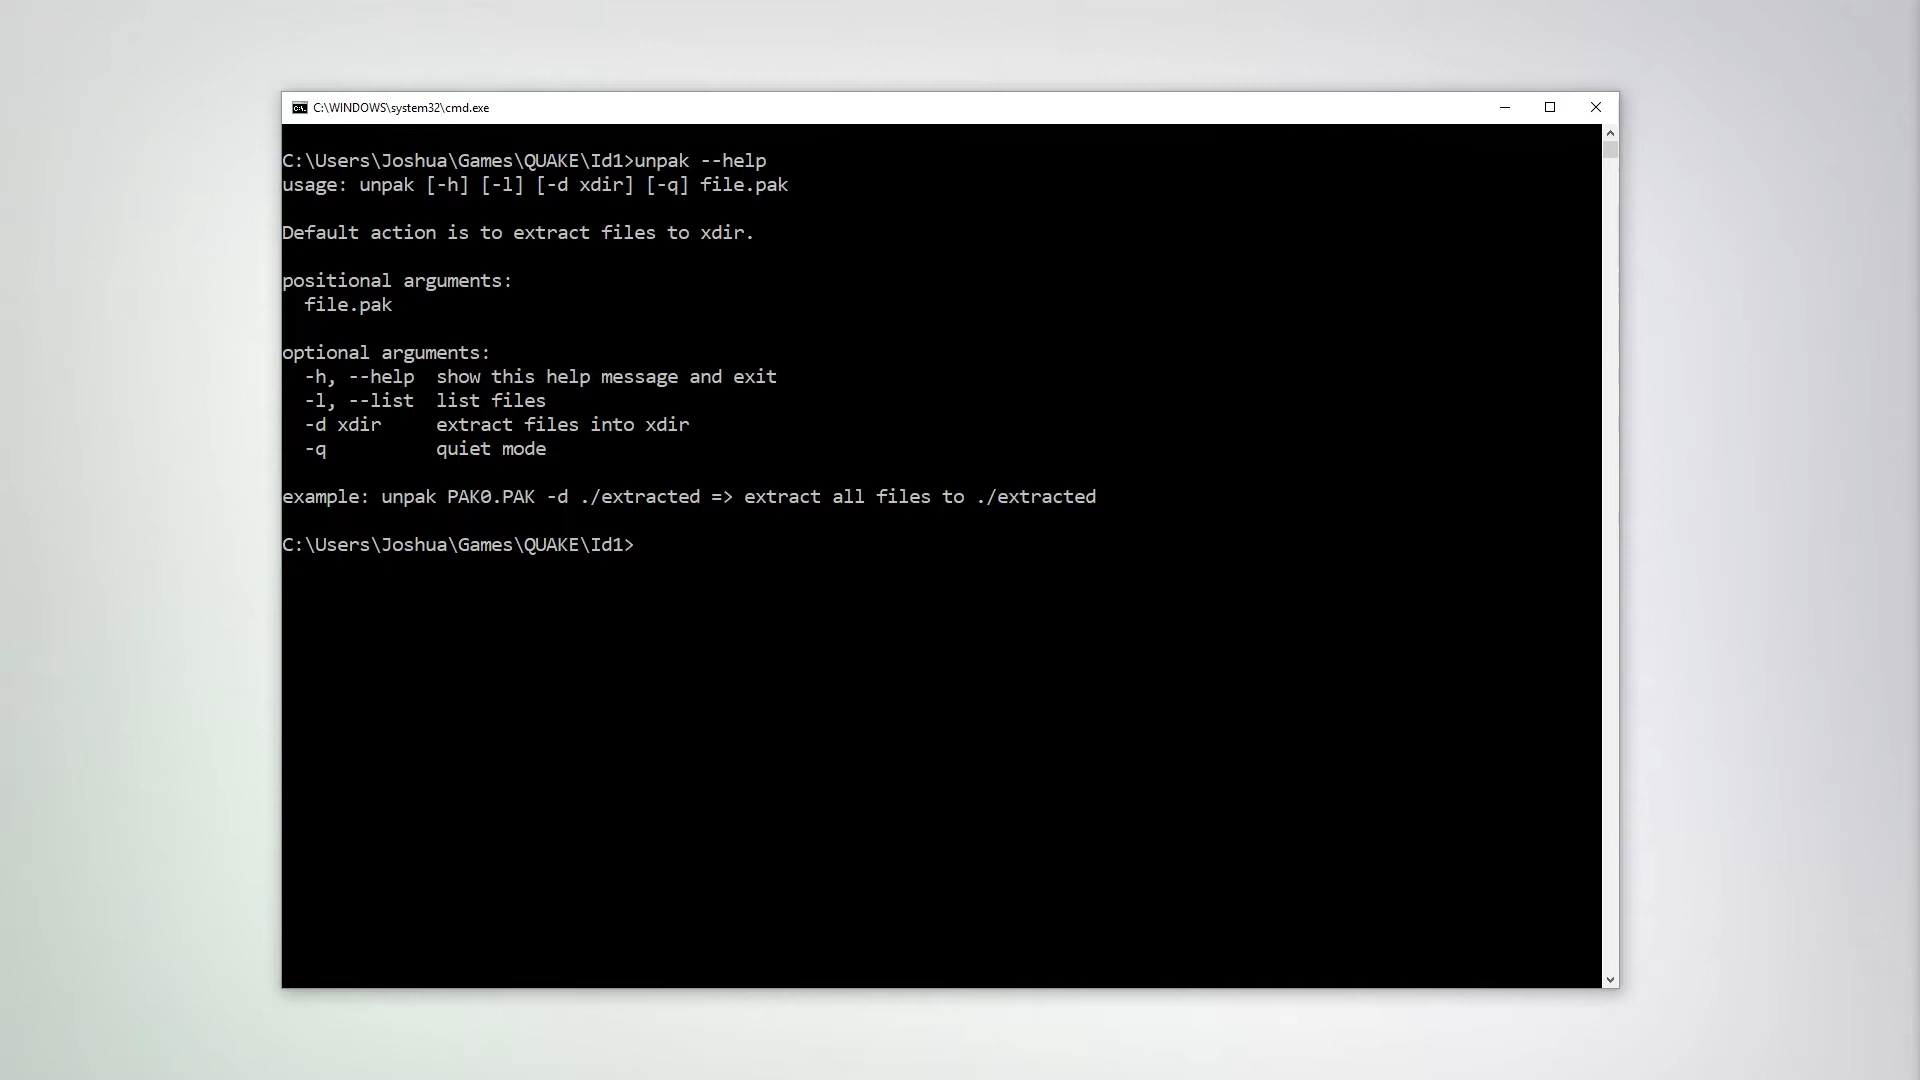 C:\WINDOWS\system32\cmd.exe
C:\Users\Joshua\Games\QUAKE\Id1>unpak --help
usage: unpak [-h] [-l] [-d xdir] [-q] file.pak
Default action is to extract files to xdir.
positional arguments:
file.pak
optional arguments:
-h, --help  show this help message and exit
-l, --list  list files
-d xdir     extract files into xdir
-q          quiet mode
example: unpak PAK0.PAK -d ./extracted => extract all files to ./extracted
C:\Users\Joshua\Games\QUAKE\Id1>